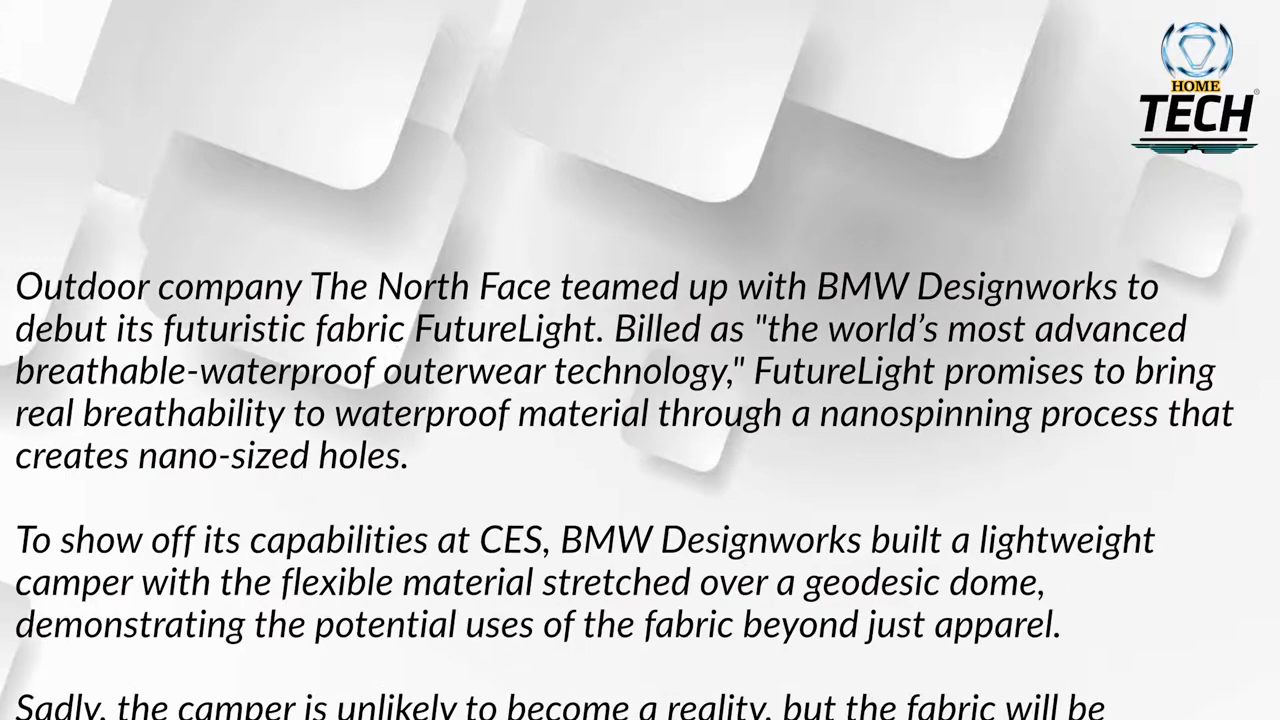 HOME
TECH
Outdoor company The North Face teamed up with BMW Designworks to
debut its futuristic fabric FutureLight. Billed as "the world’s most advanced
breathable-waterproof outerwear technology," FutureLight promises to bring
real breathability to waterproof material through a nanospinning process that
creates nano-sized holes.
To show off its capabilities at CES, BMW Designworks built a lightweight
camper with the flexible material stretched over a geodesic dome,
demonstrating the potential uses of the fabric beyond just apparel.
Sadly, the camper is unlikely to become a reality, but the fabric will be